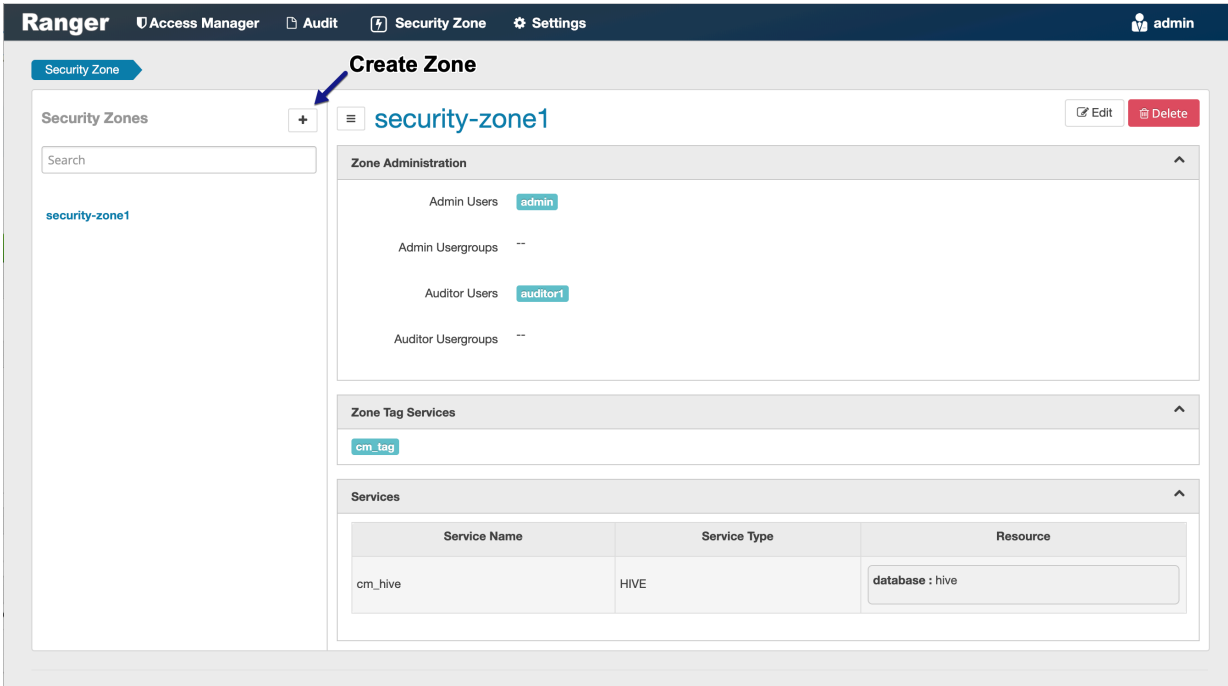 Ranger Access Manager Audit Security Zone Settings admin
Security Zone
Create Zone
Security Zones
+
Search
security-zone1
security-zone1
Edit
Delete
Zone Administration
Admin Users admin
Admin Usergroups --
Auditor Users auditor1
Auditor Usergroups --
Zone Tag Services
cm_tag
Services
Service Name Service Type Resource
cm_hive HIVE database : hive